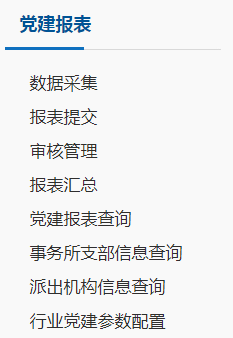 党建报表
数据采集
报表提交
审核管理
报表汇总
党建报表查询
事务所支部信息查询
派出机构信息查询
行业党建参数配置